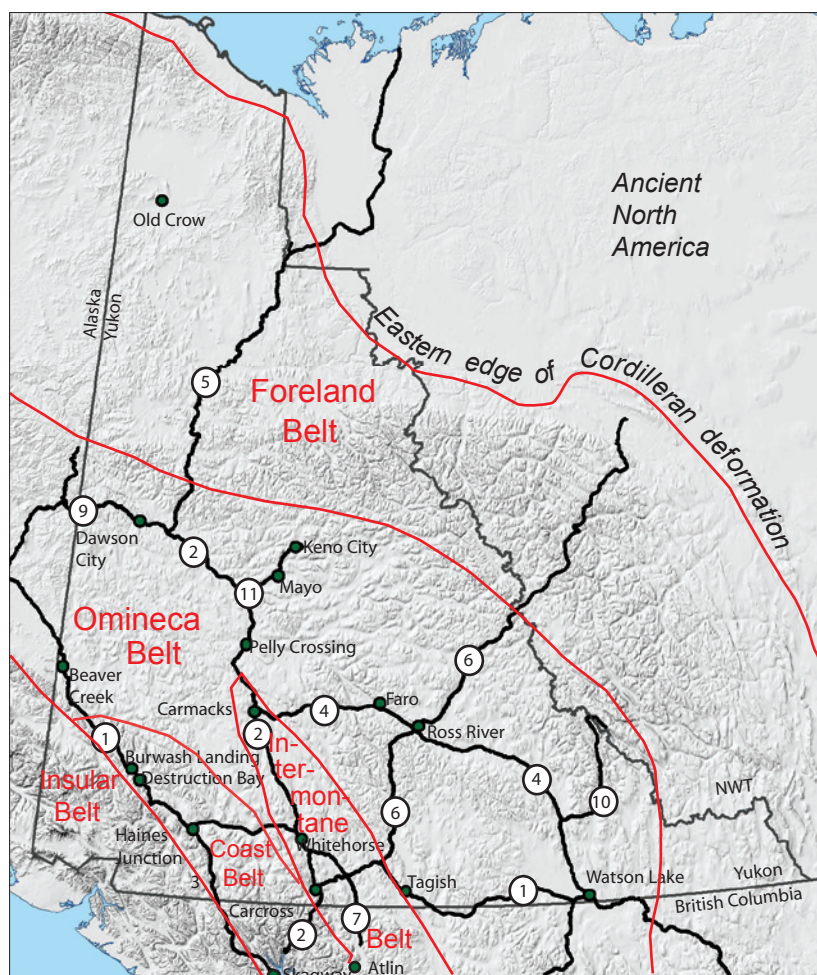 Ancient
North
America
Old Crow
Alaska
Yukon
Eastern edge of Cordilleran deformation
5
Foreland
Belt
9
Dawson
City
2
Keno City
Mayo
11
Omineca
Belt
Pelly Crossing
6
Beaver
Creek
Carmacks
4
Faro
Ross River
2
1
In-
ter-
mon-
tane
Burwash Landing
Destruction Bay
Insular
Belt
4
10
NWT
6
Haines
Junction
Whitehorse
Coast
Belt
3
Tagish
1
Watson Lake
Yukon
British Columbia
Carcross
7
2
Belt
Skagway
Atlin